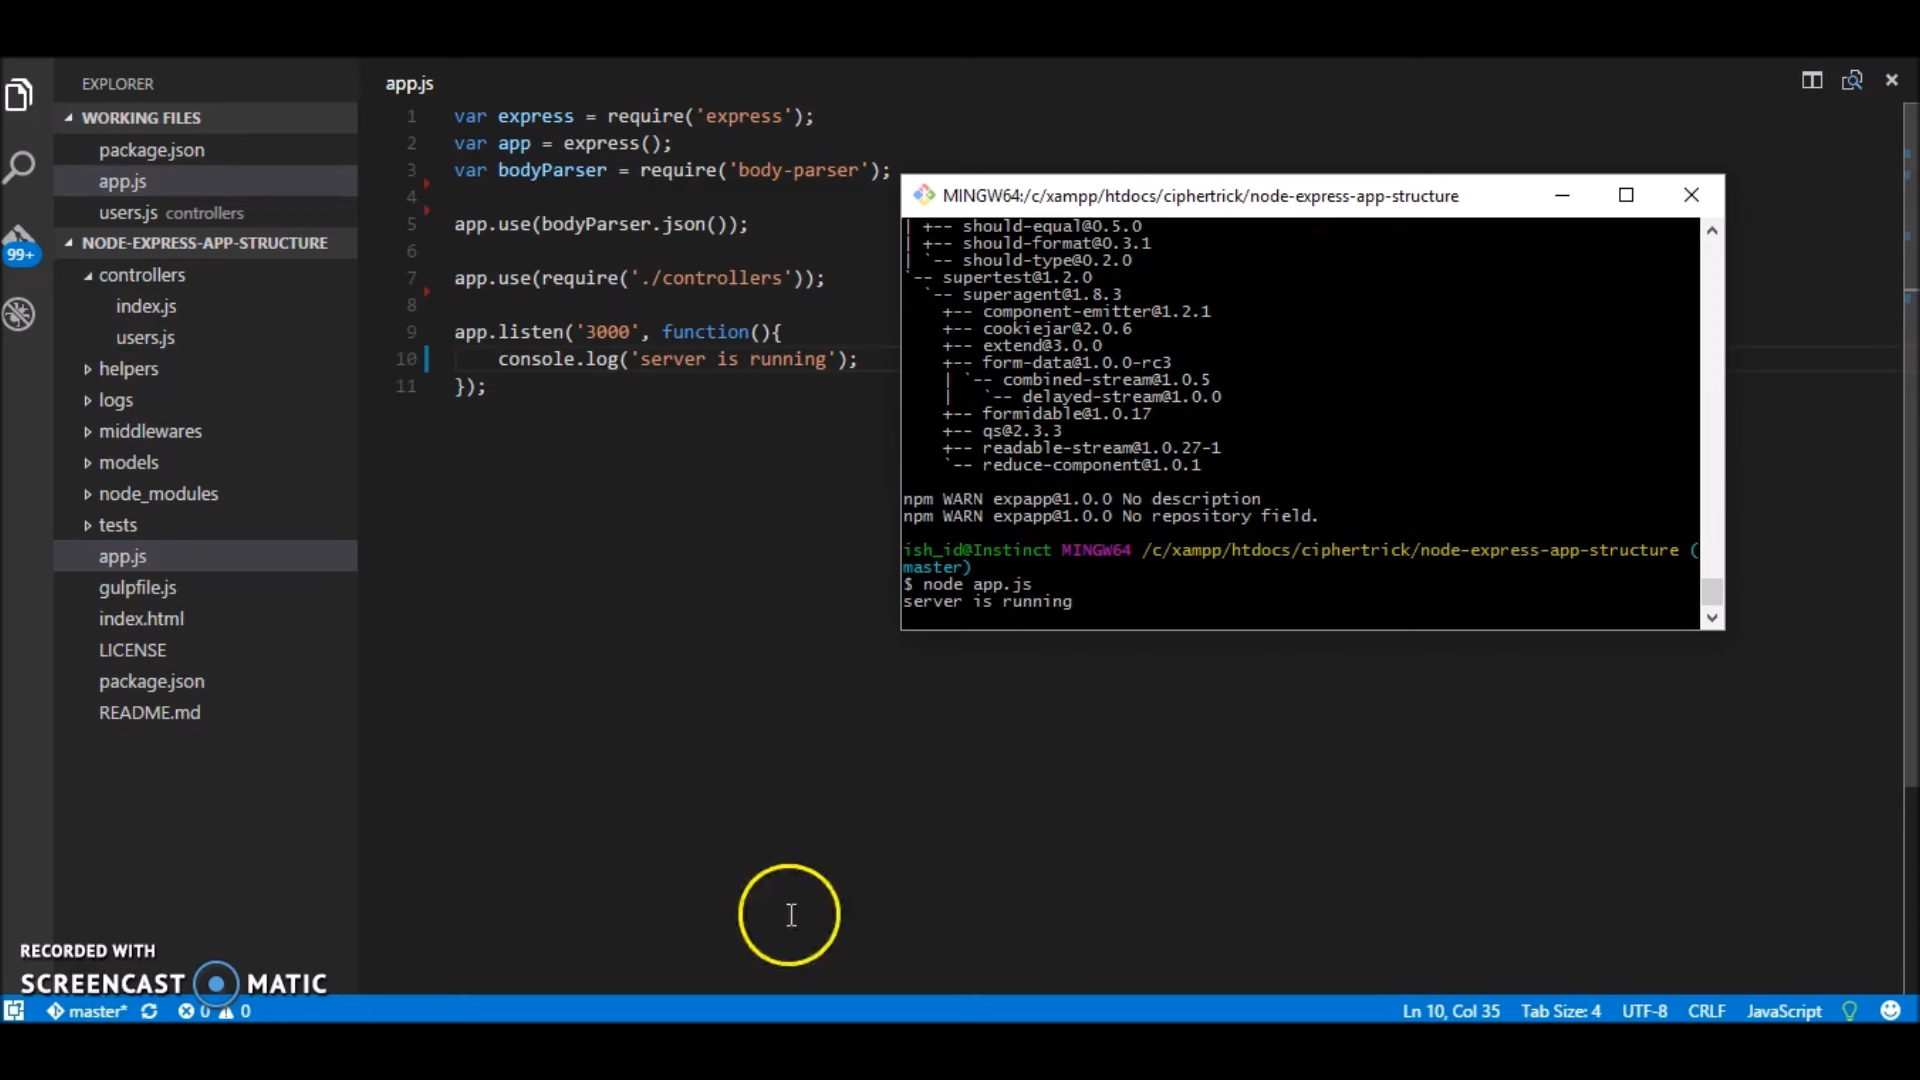 EXPLORER
WORKING FILES
package.json
app.js
users.js controllers
NODE-EXPRESS-APP-STRUCTURE
controllers
index.js
users.js
helpers
logs
middlewares
models
node_modules
tests
app.js
gulpfile.js
index.html
LICENSE
package.json
README.md
99+
app.js
1 var express = require('express');
2 var app = express();
3 var bodyParser = require('body-parser');
4
5 app.use(bodyParser.json());
6
7 app.use(require('./controllers'));
8
9 app.listen('3000', function(){
10 console.log('server is running');
11 });
MINGW64:/c/xampp/htdocs/ciphertrick/node-express-app-structure
| +-- should-equal@0.5.0
| +-- should-format@0.3.1
| `-- should-type@0.2.0
`-- supertest@1.2.0
`-- superagent@1.8.3
+-- component-emitter@1.2.1
+-- cookiejar@2.0.6
+-- extend@3.0.0
+-- form-data@1.0.0-rc3
| `-- combined-stream@1.0.5
| `-- delayed-stream@1.0.0
+-- formidable@1.0.17
+-- qs@2.3.3
+-- readable-stream@1.0.27-1
`-- reduce-component@1.0.1
npm WARN expapp@1.0.0 No description
npm WARN expapp@1.0.0 No repository field.
ish_id@Instinct MINGW64 /c/xampp/htdocs/ciphertrick/node-express-app-structure (
master)
$ node app.js
server is running
RECORDED WITH
SCREENCAST MATIC
master* 0 0
Ln 10, Col 35 Tab Size: 4 UTF-8 CRLF JavaScript